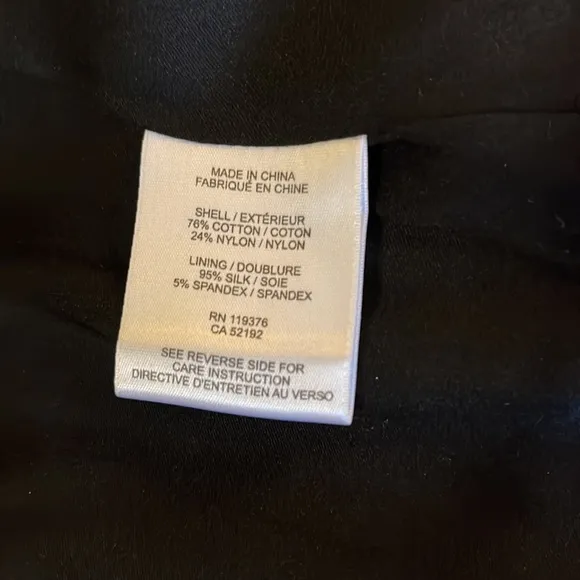 MADE IN CHINA
FABRIQUÉ EN CHINE
SHELL / EXTÉRIEUR
76% COTTON / COTON
24% NYLON / NYLON
LINING / DOUBLURE
95% SILK / SOIE
5% SPANDEX / SPANDEX
RN 119376
CA 52192
SEE REVERSE SIDE FOR
CARE INSTRUCTION
DIRECTIVE D'ENTRETIEN AU VERSO